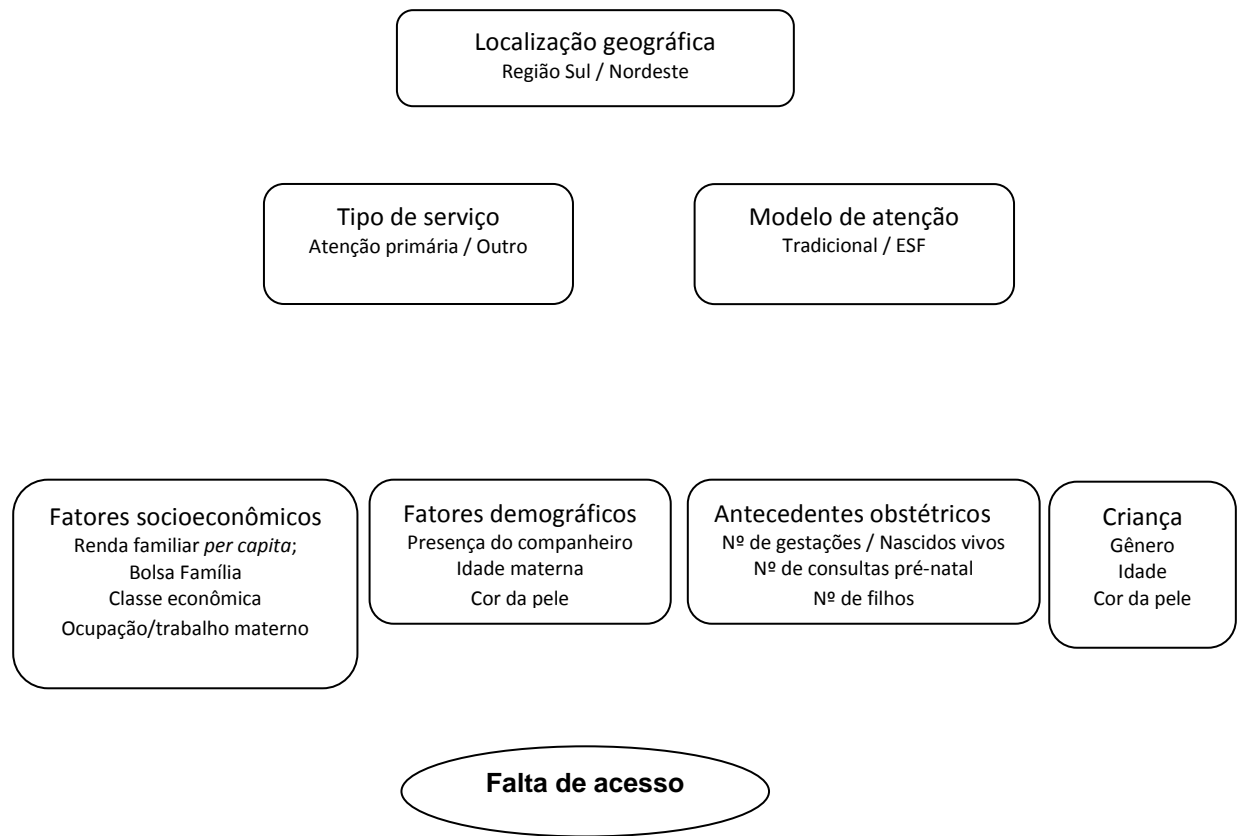 Localização geográfica
Região Sul / Nordeste
Tipo de serviço
Atenção primária / Outro
Modelo de atenção
Tradicional / ESF
Fatores socioeconômicos
Renda familiar per capita;
Bolsa Família
Classe econômica
Ocupação/trabalho materno
Fatores demográficos
Presença do companheiro
Idade materna
Cor da pele
Antecedentes obstétricos
Nº de gestações / Nascidos vivos
Nº de consultas pré-natal
Nº de filhos
Criança
Gênero
Idade
Cor da pele
Falta de acesso